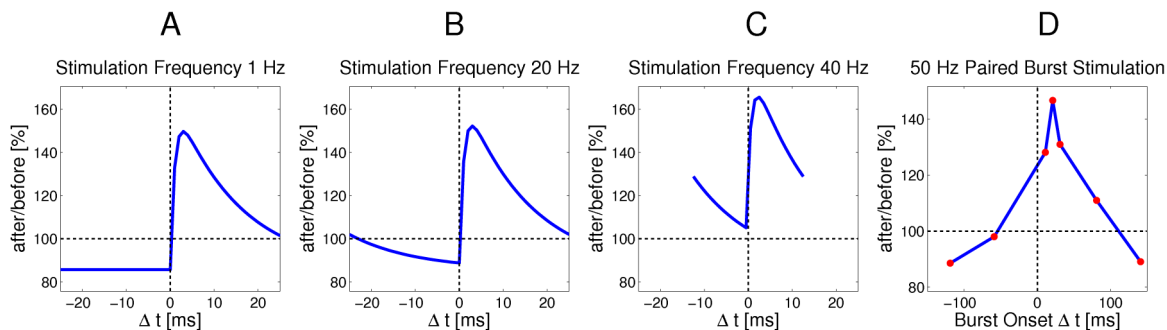 A
Stimulation Frequency 1 Hz
after/before [%]
160
140
120
100
80
−20
−10
0
10
20
Δ t [ms]
B
Stimulation Frequency 20 Hz
after/before [%]
160
140
120
100
80
−20
−10
0
10
20
Δ t [ms]
C
Stimulation Frequency 40 Hz
after/before [%]
160
140
120
100
80
−20
−10
0
10
20
Δ t [ms]
D
50 Hz Paired Burst Stimulation
after/before [%]
140
120
100
80
−100
0
100
Burst Onset Δ t [ms]